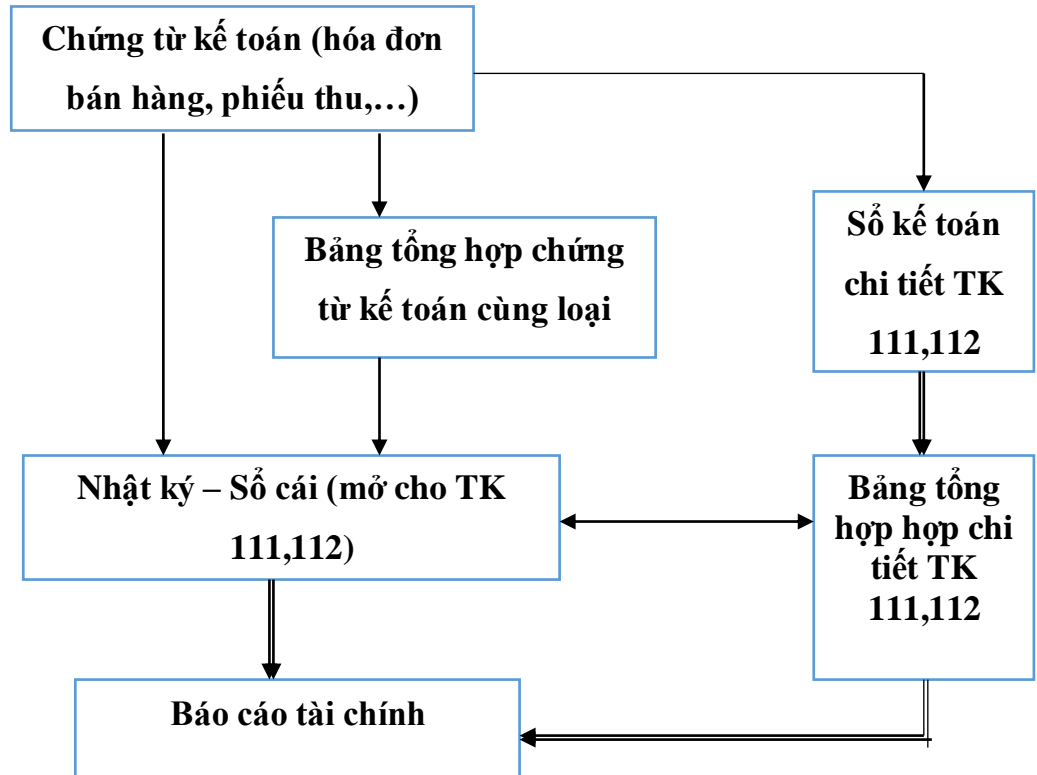 Chứng từ kế toán (hóa đơn
bán hàng, phiếu thu,…)
Bảng tổng hợp chứng
từ kế toán cùng loại
Sổ kế toán
chi tiết TK
111,112
Nhật ký – Sổ cái (mở cho TK
111,112)
Bảng tổng
hợp hợp chi
tiết TK
111,112
Báo cáo tài chính